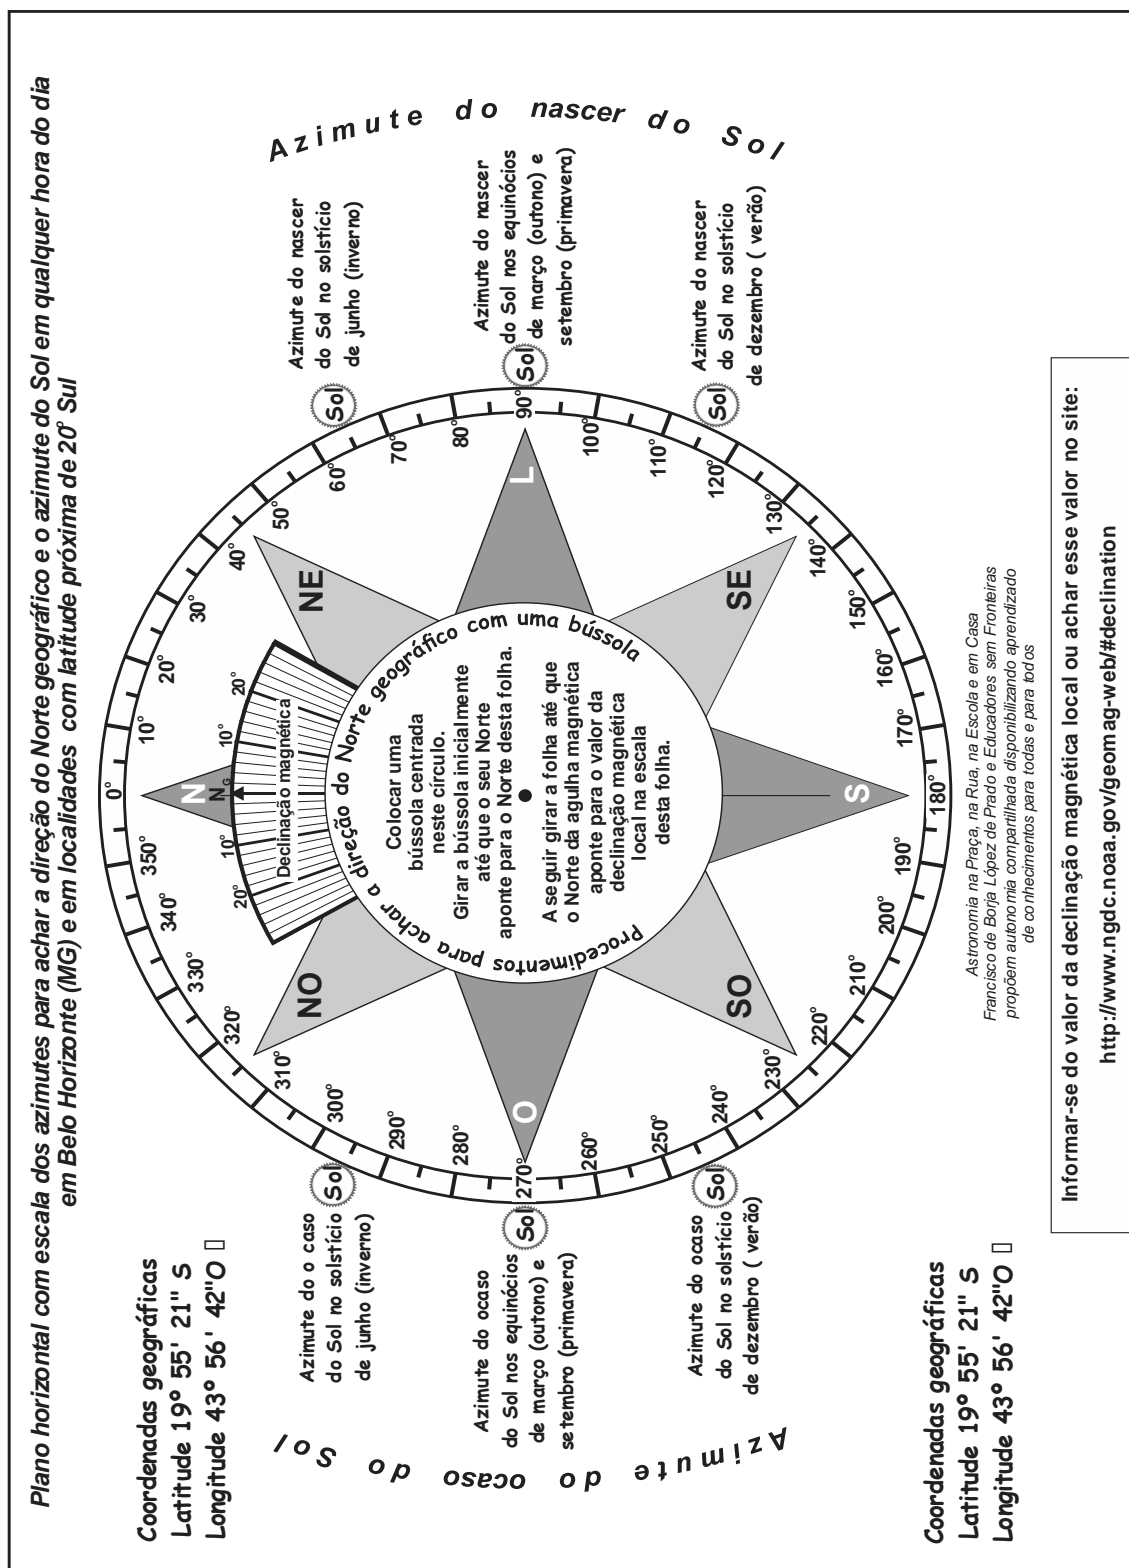 Plano horizontal com escala dos azimutes para achar a direção do Norte geográfico e o azimute do Sol em qualquer hora do dia
em Belo Horizonte (MG) e em localidades com latitude próxima de 20° Sul
Coordenadas geográficas
Latitude 19° 55' 21" S
Longitude 43° 56' 42"O
Azimute do nascer do Sol
Azimute do nascer
do Sol no solstício
de junho (inverno)
Sol
Azimute do nascer
do Sol nos equinócios
de março (outono) e
setembro (primavera)
Sol
Azimute do nascer
do Sol no solstício
de dezembro ( verão)
Sol
0°
10°
20°
30°
40°
50°
60°
70°
80°
90°
100°
110°
120°
130°
140°
150°
160°
170°
180°
190°
200°
210°
220°
230°
240°
250°
260°
270°
280°
290°
300°
310°
320°
330°
340°
350°
N
NE
L
SE
S
SO
O
NO
NG
20°
10°
10°
20°
Declinação magnética
Procedimentos para achar a direção do Norte geográfico com uma bússola
Colocar uma
bússola centrada
neste círculo.
Girar a bússola inicialmente
até que o seu Norte
aponte para o Norte desta folha.
A seguir girar a folha até que
o Norte da agulha magnética
aponte para o valor da
declinação magnética
local na escala
desta folha.
Azimute do o caso
do Sol no solstício
de junho (inverno)
Sol
Azimute do ocaso
do Sol nos equinócios
de março (outono) e
setembro (primavera)
Sol
Azimute do ocaso
do Sol no solstício
de dezembro ( verão)
Sol
Azimute do ocaso do Sol
Coordenadas geográficas
Latitude 19° 55' 21" S
Longitude 43° 56' 42"O
Astronomia na Praça, na Rua, na Escola e em Casa
Francisco de Borja López de Prado e Educadores sem Fronteiras
propõem autonomia compartilhada disponibilizando aprendizado
de conhecimentos para todas e para todos
Informar-se do valor da declinação magnética local ou achar esse valor no site:
http://www.ngdc.noaa.gov/geomag-web/#declination